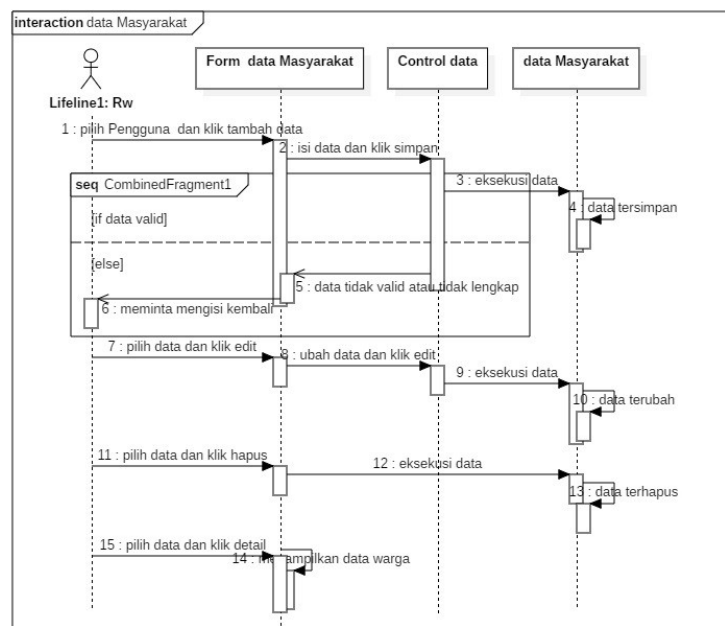 interaction data Masyarakat
Form data Masyarakat
Control data
data Masyarakat
Lifeline1: Rw
1 : pilih Pengguna dan klik tambah data
2 : isi data dan klik simpan
seq CombinedFragment1
3 : eksekusi data
4 : data tersimpan
[if data valid]
[else]
5 : data tidak valid atau tidak lengkap
6 : meminta mengisi kembali
7 : pilih data dan klik edit
8 : ubah data dan klik edit
9 : eksekusi data
10 : data terubah
11 : pilih data dan klik hapus
12 : eksekusi data
13 : data terhapus
15 : pilih data dan klik detail
14 : menampilkan data warga